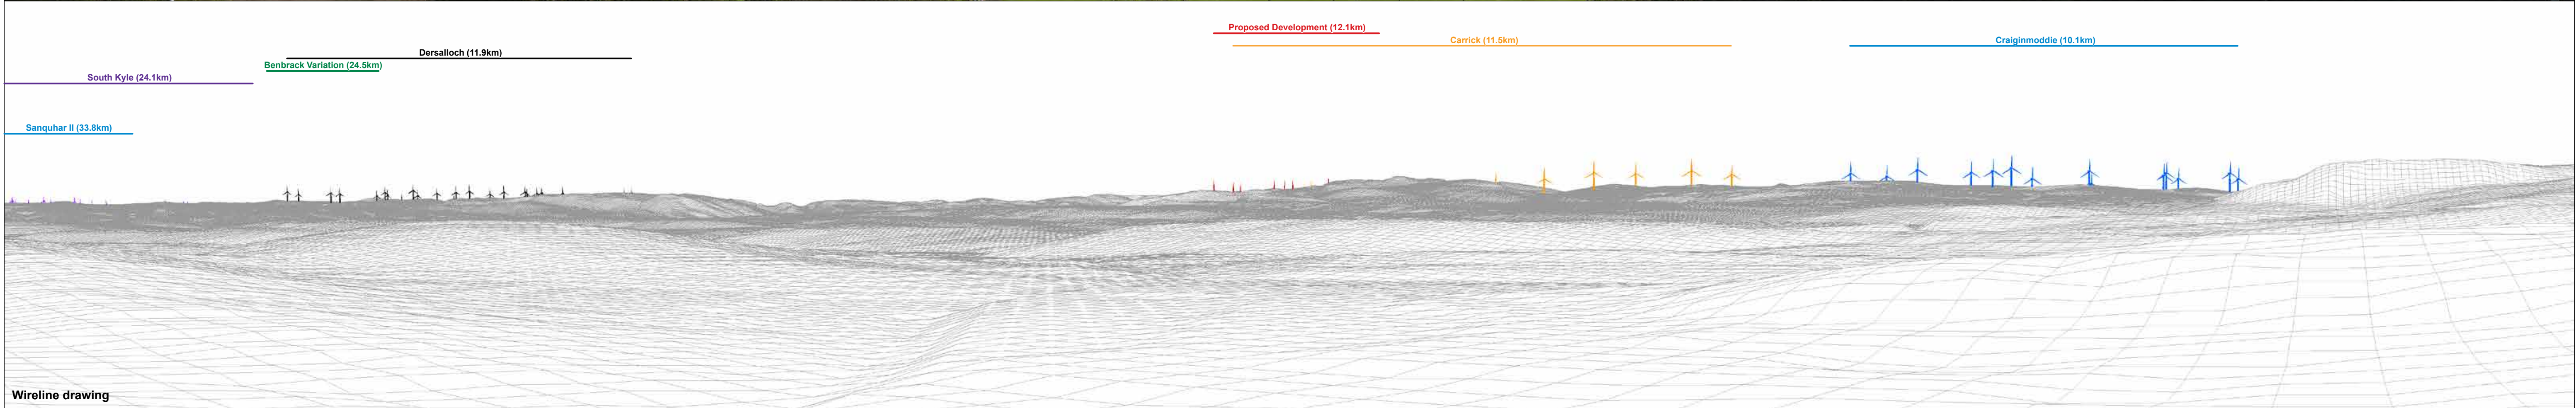 Proposed Development (12.1km)
Carrick (11.5km)
Craiginmoddie (10.1km)
Dersalloch (11.9km)
Benbrack Variation (24.5km)
South Kyle (24.1km)
Sanquhar II (33.8km)
Wireline drawing